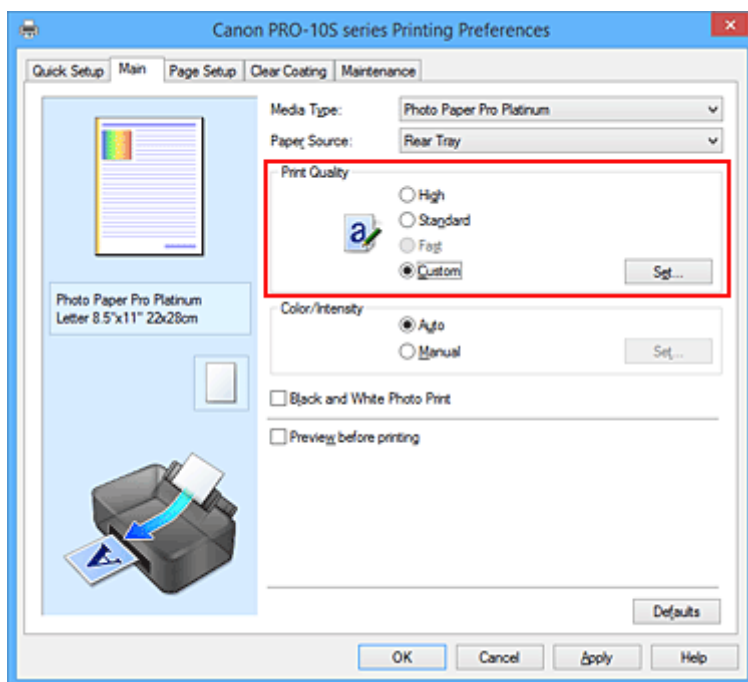 Canon PRO-10S series Printing Preferences
Quick Setup Main Page Setup Clear Coating Maintenance
Media Type: Photo Paper Pro Platinum
Paper Source: Rear Tray
Print Quality
High
Standard
Fast
Custom Set...
Photo Paper Pro Platinum
Letter 8.5"x11" 22x28cm
Color/Intensity
Auto
Manual Set...
Black and White Photo Print
Preview before printing
Defaults
OK Cancel Apply Help